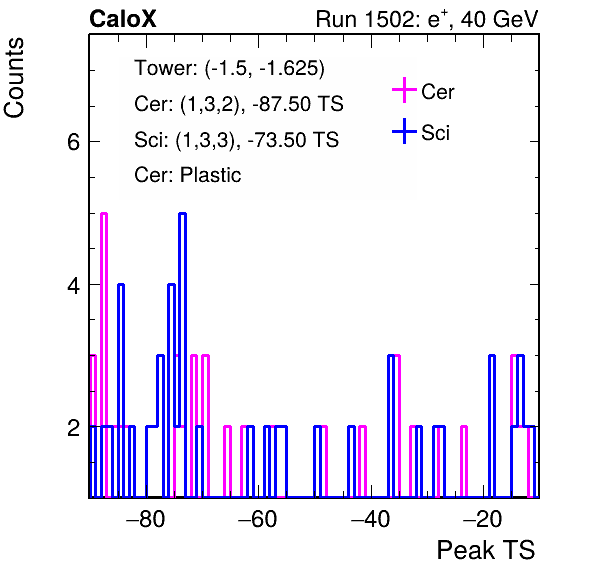 CaloX Run 1502: e+, 40 GeV
Counts
Tower: (-1.5, -1.625)
Cer: (1,3,2), -87.50 TS
Sci: (1,3,3), -73.50 TS
Cer: Plastic
Cer
Sci
6
4
2
−80 −60 −40 −20
Peak TS